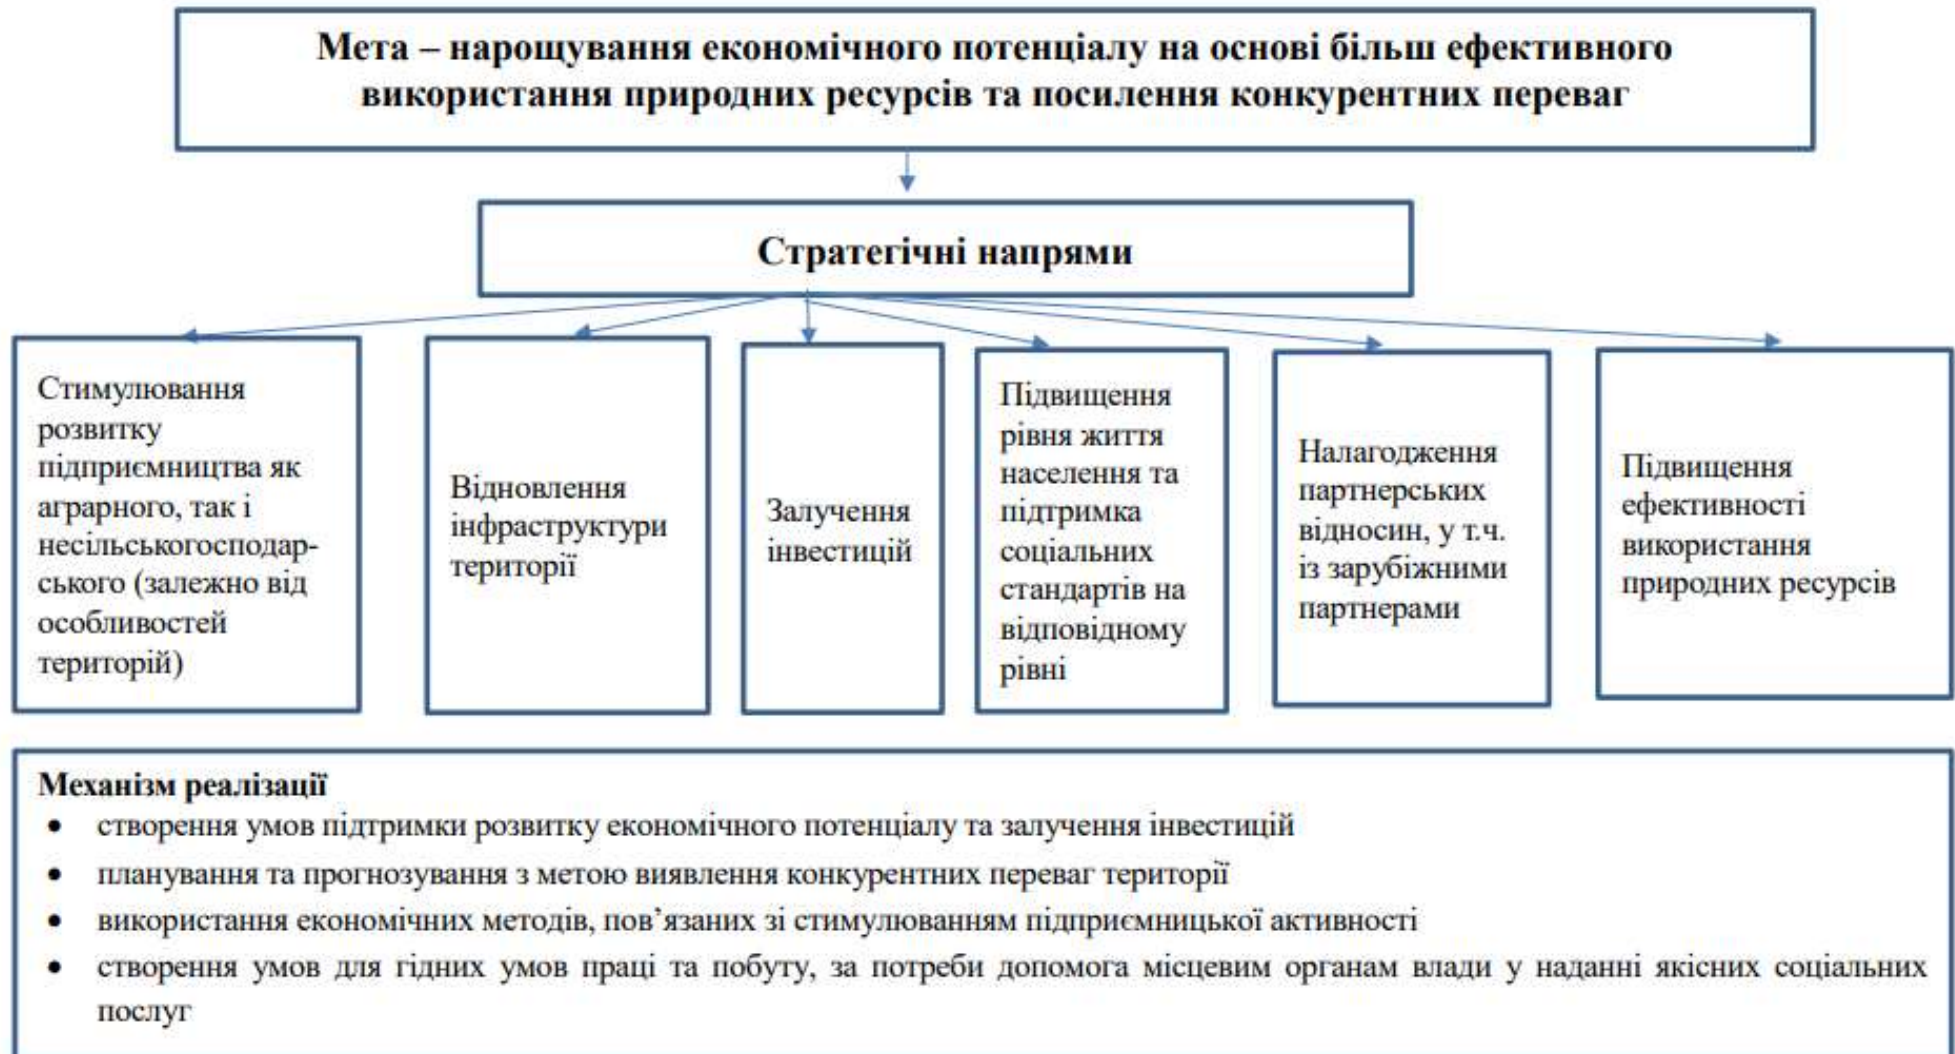 Мета – нарощування економічного потенціалу на основі більш ефективного
використання природних ресурсів та посилення конкурентних переваг
Стратегічні напрями
Стимулювання
розвитку
підприємництва як
аграрного, так і
несільськогосподар-
ського (залежно від
особливостей
територій)
Відновлення
інфраструктури
території
Залучення
інвестицій
Підвищення
рівня життя
населення та
підтримка
соціальних
стандартів на
відповідному
рівні
Налагодження
партнерських
відносин, у т.ч.
із зарубіжними
партнерами
Підвищення
ефективності
використання
природних ресурсів
Механізм реалізації
• створення умов підтримки розвитку економічного потенціалу та залучення інвестицій
• планування та прогнозування з метою виявлення конкурентних переваг території
• використання економічних методів, пов’язаних зі стимулюванням підприємницької активності
• створення умов для гідних умов праці та побуту, за потреби допомога місцевим органам влади у наданні якісних соціальних
послуг